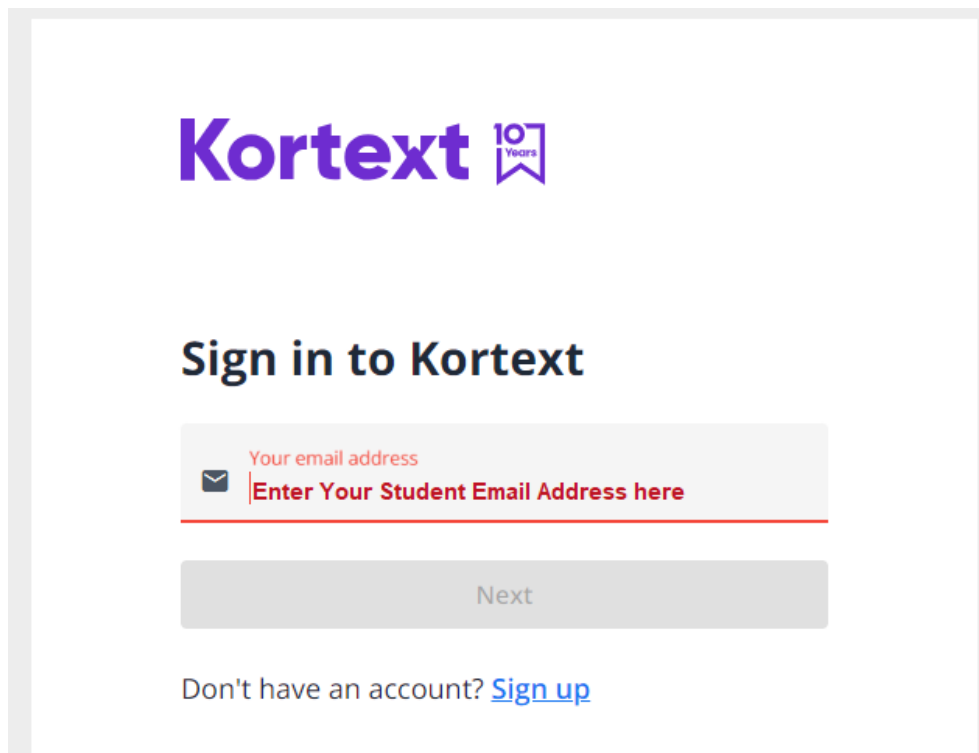 Kortext
10
Years
Sign in to Kortext
Your email address
Enter Your Student Email Address here
Next
Don't have an account? Sign up